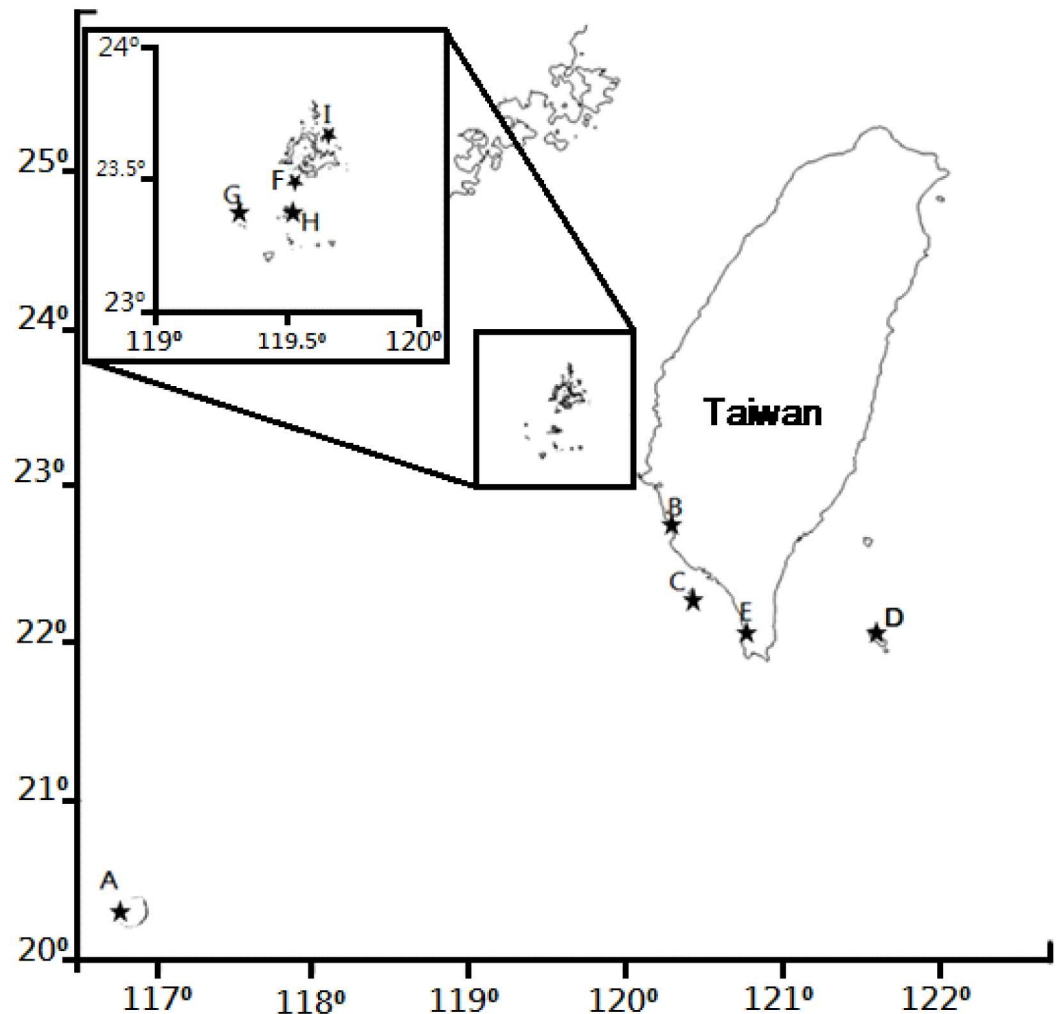 24⁰
I
25⁰
23.5⁰
F
G
H
23⁰
119⁰
119.5⁰
120⁰
24⁰
Taiwan
23⁰
B
C
E
D
22⁰
21⁰
A
20⁰
117⁰
118⁰
119⁰
120⁰
121⁰
122⁰